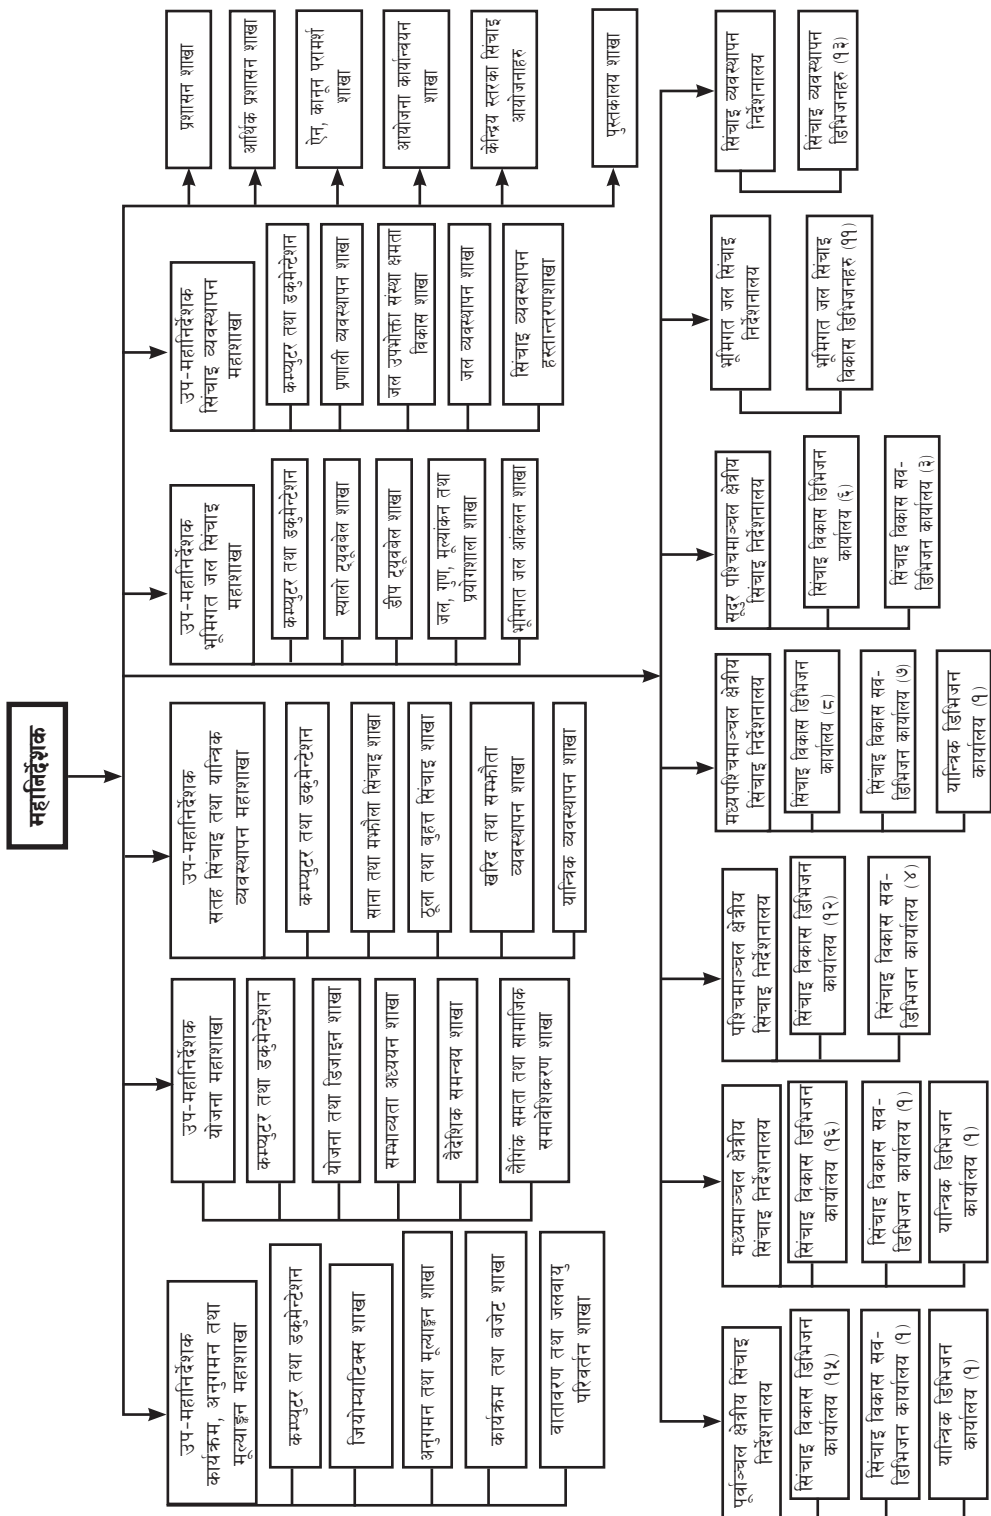 महानिर्देशक
उप-महानिर्देशक
कार्यक्रम, अनुगमन तथा
मूल्याङ्कन महाशाखा
कम्प्युटर तथा डकुमेन्टेशन
जियोम्याटिक्स शाखा
अनुगमन तथा मूल्याङ्कन शाखा
कार्यक्रम तथा बजेट शाखा
वातावरण तथा जलवायु
परिवर्तन शाखा
उप-महानिर्देशक
योजना महाशाखा
कम्प्युटर तथा डकुमेन्टेशन
योजना तथा डिजाइन शाखा
सम्भाव्यता अध्ययन शाखा
वैदेशिक समन्वय शाखा
लैगिंक समता तथा सामाजिक
समावेशिकरण शाखा
उप-महानिर्देशक
सतह सिंचाइ तथा यान्त्रिक
व्यवस्थापन महाशाखा
कम्प्युटर तथा डकुमेन्टेशन
साना तथा मझौला सिंचाइ शाखा
ठूला तथा बुहत्त सिंचाइ शाखा
खरिद तथा सम्झौता
व्यवस्थापन शाखा
यान्त्रिक व्यवस्थापन शाखा
उप-महानिर्देशक
भूमिगत जल सिंचाइ
महाशाखा
कम्प्युटर तथा डकुमेन्टेशन
स्यालो ट्यूववेल शाखा
डीप ट्यूववेल शाखा
जल, गुण, मूल्यांकन तथा
प्रयोगशाला शाखा
भूमिगत जल आंकलन शाखा
उप-महानिर्देशक
सिंचाइ व्यवस्थापन
महाशाखा
कम्प्युटर तथा डकुमेन्टेशन
प्रणाली व्यवस्थापन शाखा
जल उपभोक्ता संस्था क्षमता
विकास शाखा
जल व्यवस्थापन शाखा
सिंचाइ व्यवस्थापन
हस्तान्तरणशाखा
प्रशासन शाखा
आर्थिक प्रशासन शाखा
ऐन, कानून परामर्श
शाखा
आयोजना कार्यान्वयन
शाखा
केन्द्रिय स्तरका सिंचाइ
आयोजनाहरु
पुस्तकालय शाखा
पूर्वाञ्चल क्षेत्रीय सिंचाइ
निर्देशनालय
सिंचाइ विकास डिभिजन
कार्यालय (१५)
सिंचाइ विकास सव-
डिभिजन कार्यालय (१)
यान्त्रिक डिभिजन
कार्यालय (१)
मध्यमाञ्चल क्षेत्रीय
सिंचाइ निर्देशनालय
सिंचाइ विकास डिभिजन
कार्यालय (१६)
सिंचाइ विकास सव-
डिभिजन कार्यालय (१)
यान्त्रिक डिभिजन
कार्यालय (१)
पश्चिमाञ्चल क्षेत्रीय
सिंचाइ निर्देशनालय
सिंचाइ विकास डिभिजन
कार्यालय (१२)
सिंचाइ विकास सव-
डिभिजन कार्यालय (४)
मध्यपश्चिमाञ्चल क्षेत्रीय
सिंचाइ निर्देशनालय
सिंचाइ विकास डिभिजन
कार्यालय (८)
सिंचाइ विकास सव-
डिभिजन कार्यालय (७)
यान्त्रिक डिभिजन
कार्यालय (१)
सूदुर पश्चिमाञ्चल क्षेत्रीय
सिंचाइ निर्देशनालय
सिंचाइ विकास डिभिजन
कार्यालय (६)
सिंचाइ विकास सव-
डिभिजन कार्यालय (३)
भूमिगत जल सिंचाइ
निर्देशनालय
भूमिगत जल सिंचाइ
विकास डिभिजनहरु (११)
सिंचाइ व्यवस्थापन
निर्देशनालय
सिंचाइ व्यवस्थापन
डिभिजनहरु (१३)